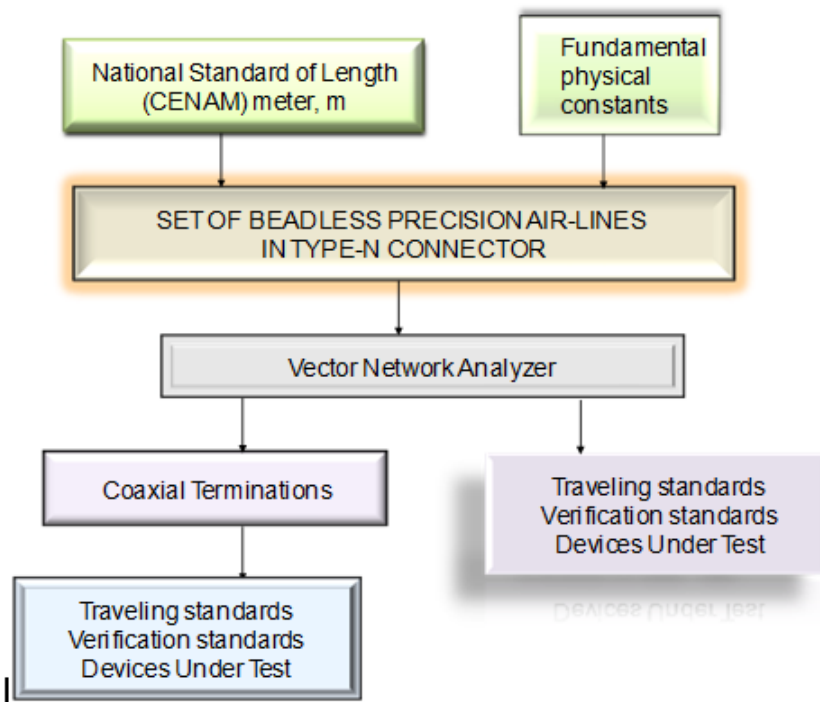 National Standard of Length
(CENAM) meter, m
Fundamental
physical
constants
SET OF BEADLESS PRECISION AIR-LINES
IN TYPE-N CONNECTOR
Vector Network Analyzer
Coaxial Terminations
Traveling standards
Verification standards
Devices Under Test
Traveling standards
Verification standards
Devices Under Test